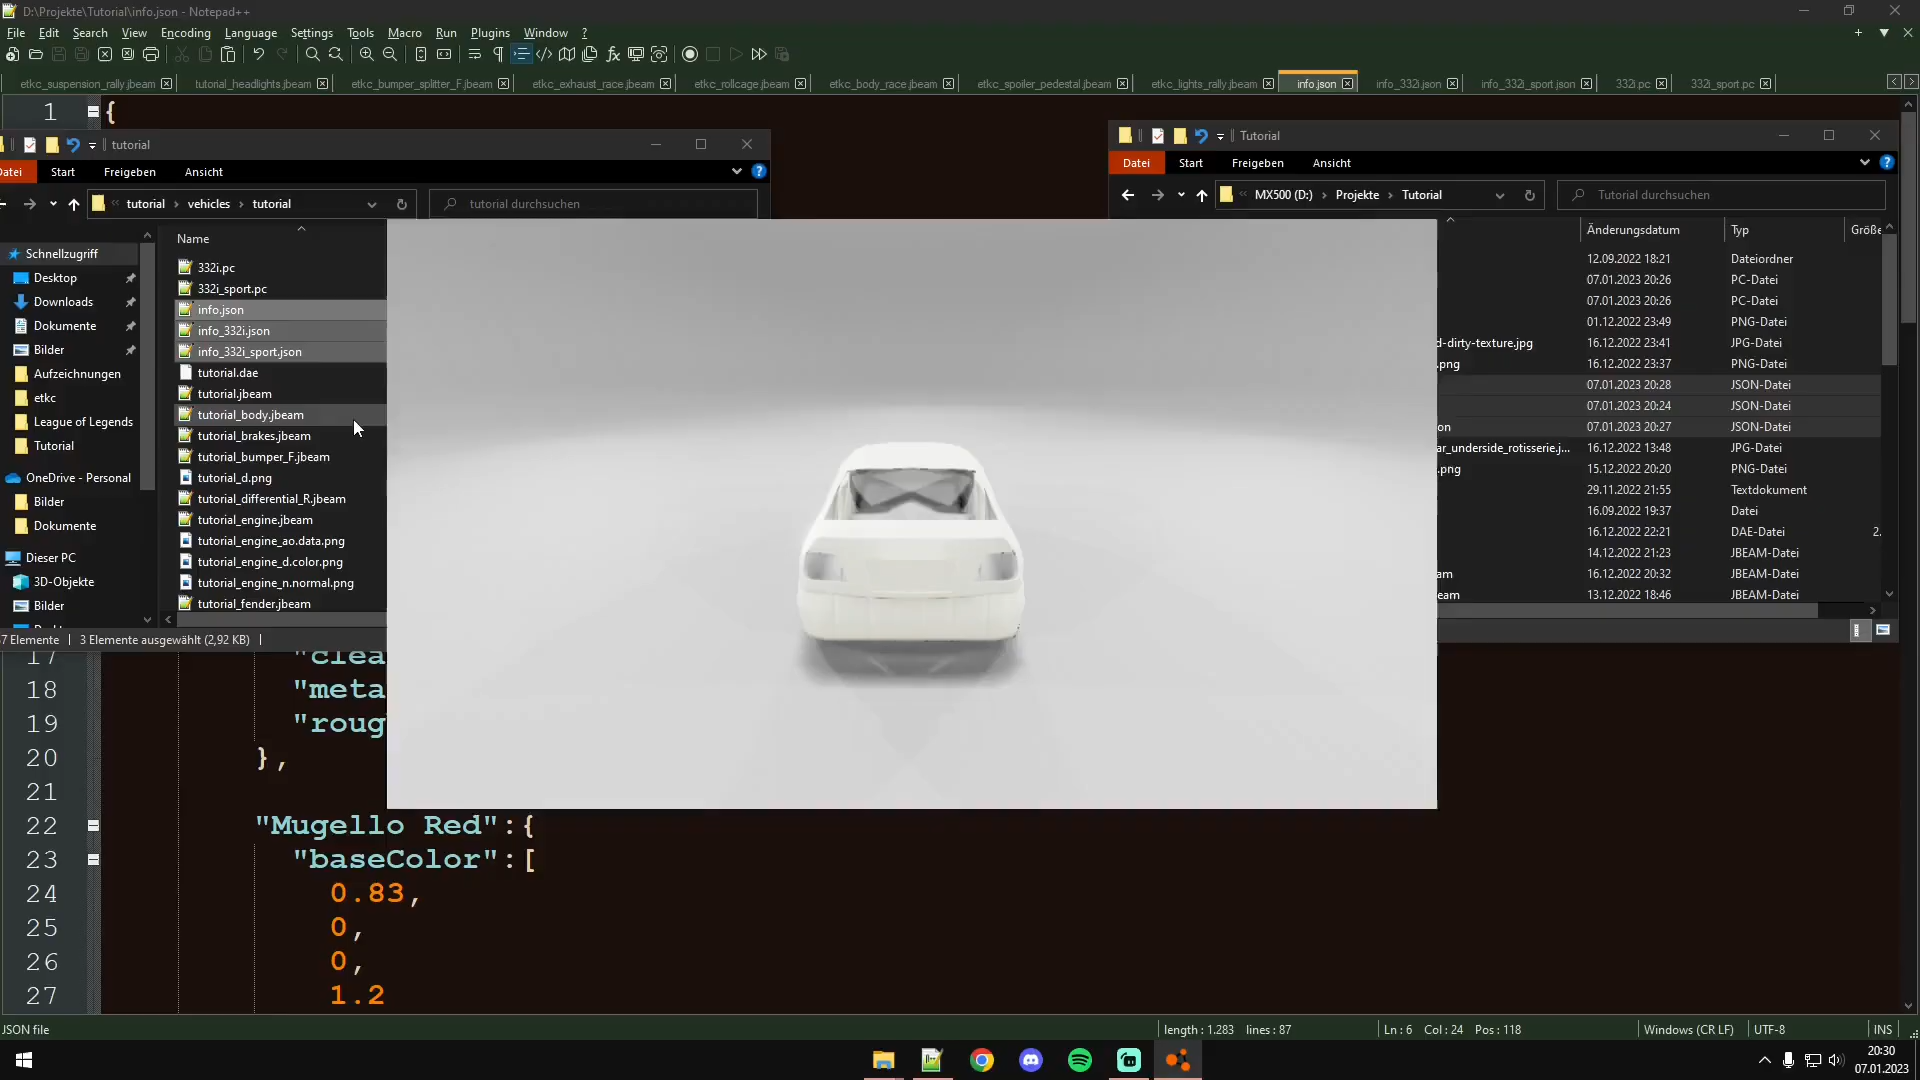 D:\Projekte\Tutorial\info.json - Notepad++
File Edit Search View Encoding Language Settings Tools Macro Run Plugins Window ?
etkc_suspension_rally.jbeam tutorial_headlights.jbeam etkc_bumper_splitter_F.jbeam etkc_exhaust_race.jbeam etkc_rollcage.jbeam etkc_body_race.jbeam etkc_spoiler_pedestal.jbeam etkc_lights_rally.jbeam info.json info_332i.json info_332i_sport.json 332i.pc 332i_sport.pc
1 {
tutorial
Datei Start Freigeben Ansicht
tutorial vehicles tutorial
tutorial durchsuchen
Schnellzugriff
Desktop
Downloads
Dokumente
Bilder
Aufzeichnungen
etkc
League of Legends
Tutorial
OneDrive - Personal
Bilder
Dokumente
Dieser PC
3D-Objekte
Bilder
Name
332i.pc
332i_sport.pc
info.json
info_332i.json
info_332i_sport.json
tutorial.dae
tutorial.jbeam
tutorial_body.jbeam
tutorial_brakes.jbeam
tutorial_bumper_F.jbeam
tutorial_d.png
tutorial_differential_R.jbeam
tutorial_engine.jbeam
tutorial_engine_ao.data.png
tutorial_engine_d.color.png
tutorial_engine_n.normal.png
tutorial_fender.jbeam
7 Elemente 3 Elemente ausgewählt (2,92 KB)
Tutorial
Datei Start Freigeben Ansicht
MX500 (D:) Projekte Tutorial
Tutorial durchsuchen
Änderungsdatum Typ Größe
12.09.2022 18:21 Dateiordner
07.01.2023 20:26 PC-Datei
07.01.2023 20:26 PC-Datei
01.12.2022 23:49 PNG-Datei
d-dirty-texture.jpg 16.12.2022 23:41 JPG-Datei
.png 16.12.2022 23:37 PNG-Datei
07.01.2023 20:28 JSON-Datei
07.01.2023 20:24 JSON-Datei
on 07.01.2023 20:27 JSON-Datei
ar_underside_rotisserie.j... 16.12.2022 13:48 JPG-Datei
.png 15.12.2022 20:20 PNG-Datei
29.11.2022 21:55 Textdokument
16.09.2022 19:37 Datei
16.12.2022 22:21 DAE-Datei 2.
14.12.2022 21:23 JBEAM-Datei
am 16.12.2022 20:32 JBEAM-Datei
eam 13.12.2022 18:46 JBEAM-Datei
17 "clea
18 "meta
19 "roug
20 },
21
22 "Mugello Red":{
23 "baseColor":[
24 0.83,
25 0,
26 0,
27 1.2
JSON file length : 1.283 lines : 87 Ln : 6 Col : 24 Pos : 118 Windows (CR LF) UTF-8 INS
20:30
07.01.2023